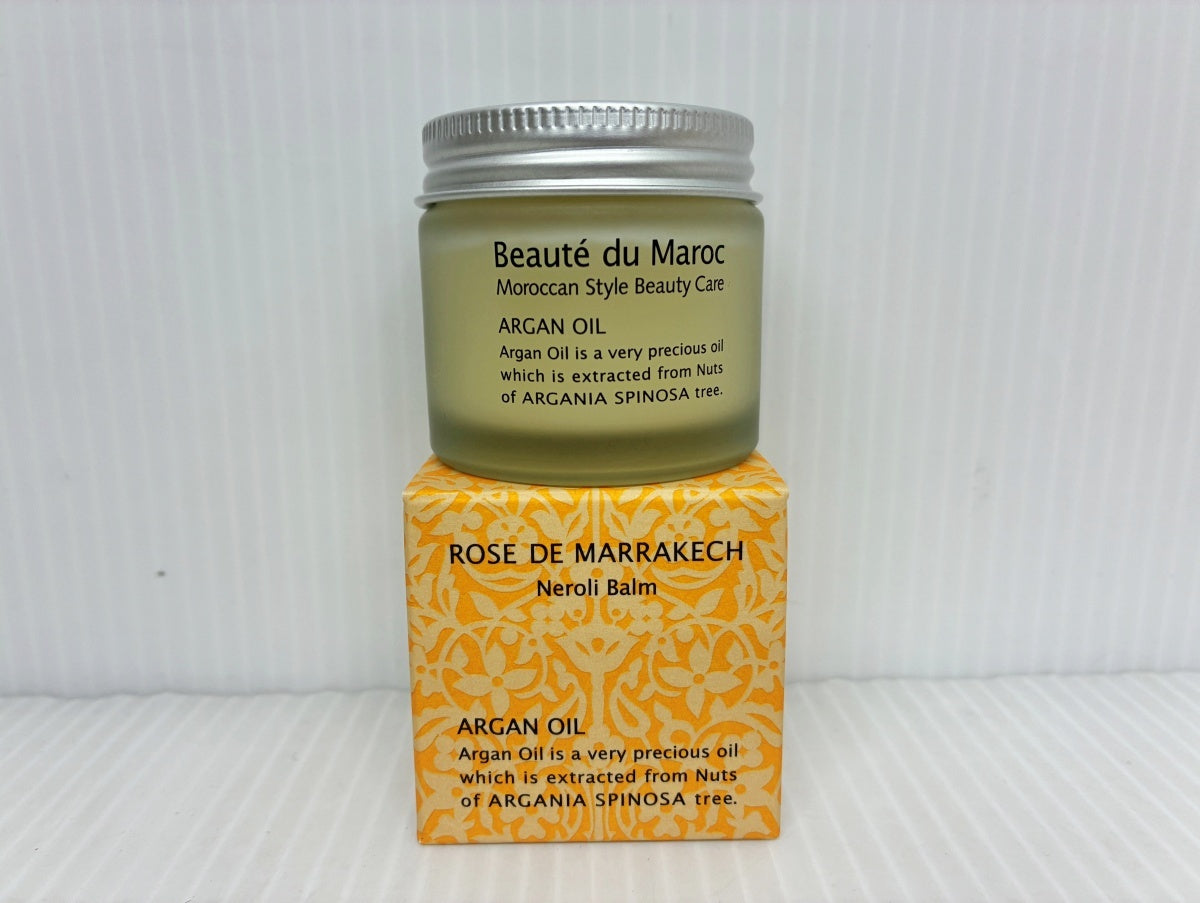 Beauté du Maroc
Moroccan Style Beauty Care
ARGAN OIL
Argan Oil is a very precious oil
which is extracted from Nuts
of ARGANIA SPINOSA tree.
ROSE DE MARRAKECH
Neroli Balm
ARGAN OIL
Argan Oil is a very precious oil
which is extracted from Nuts
of ARGANIA SPINOSA tree.